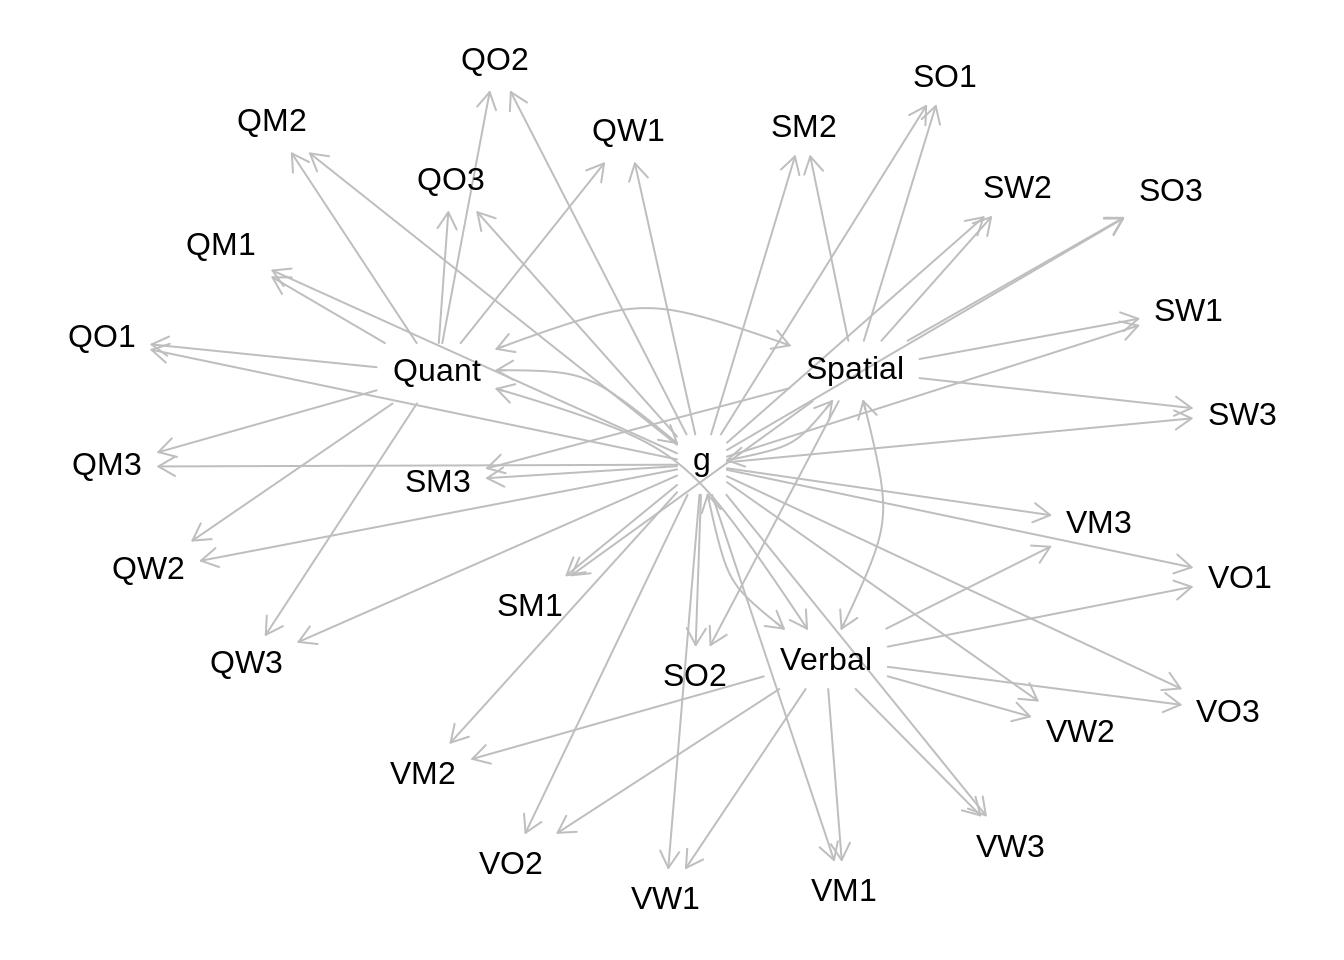 QO2
SO1
QM2
SM2
QW1
QO3
SW2
SO3
QM1
SW1
QO1
Spatial
Quant
SW3
g
QM3
SM3
VM3
QW2
VO1
SM1
Verbal
QW3
SO2
VO3
VW2
VM2
VW3
VO2
VM1
VW1